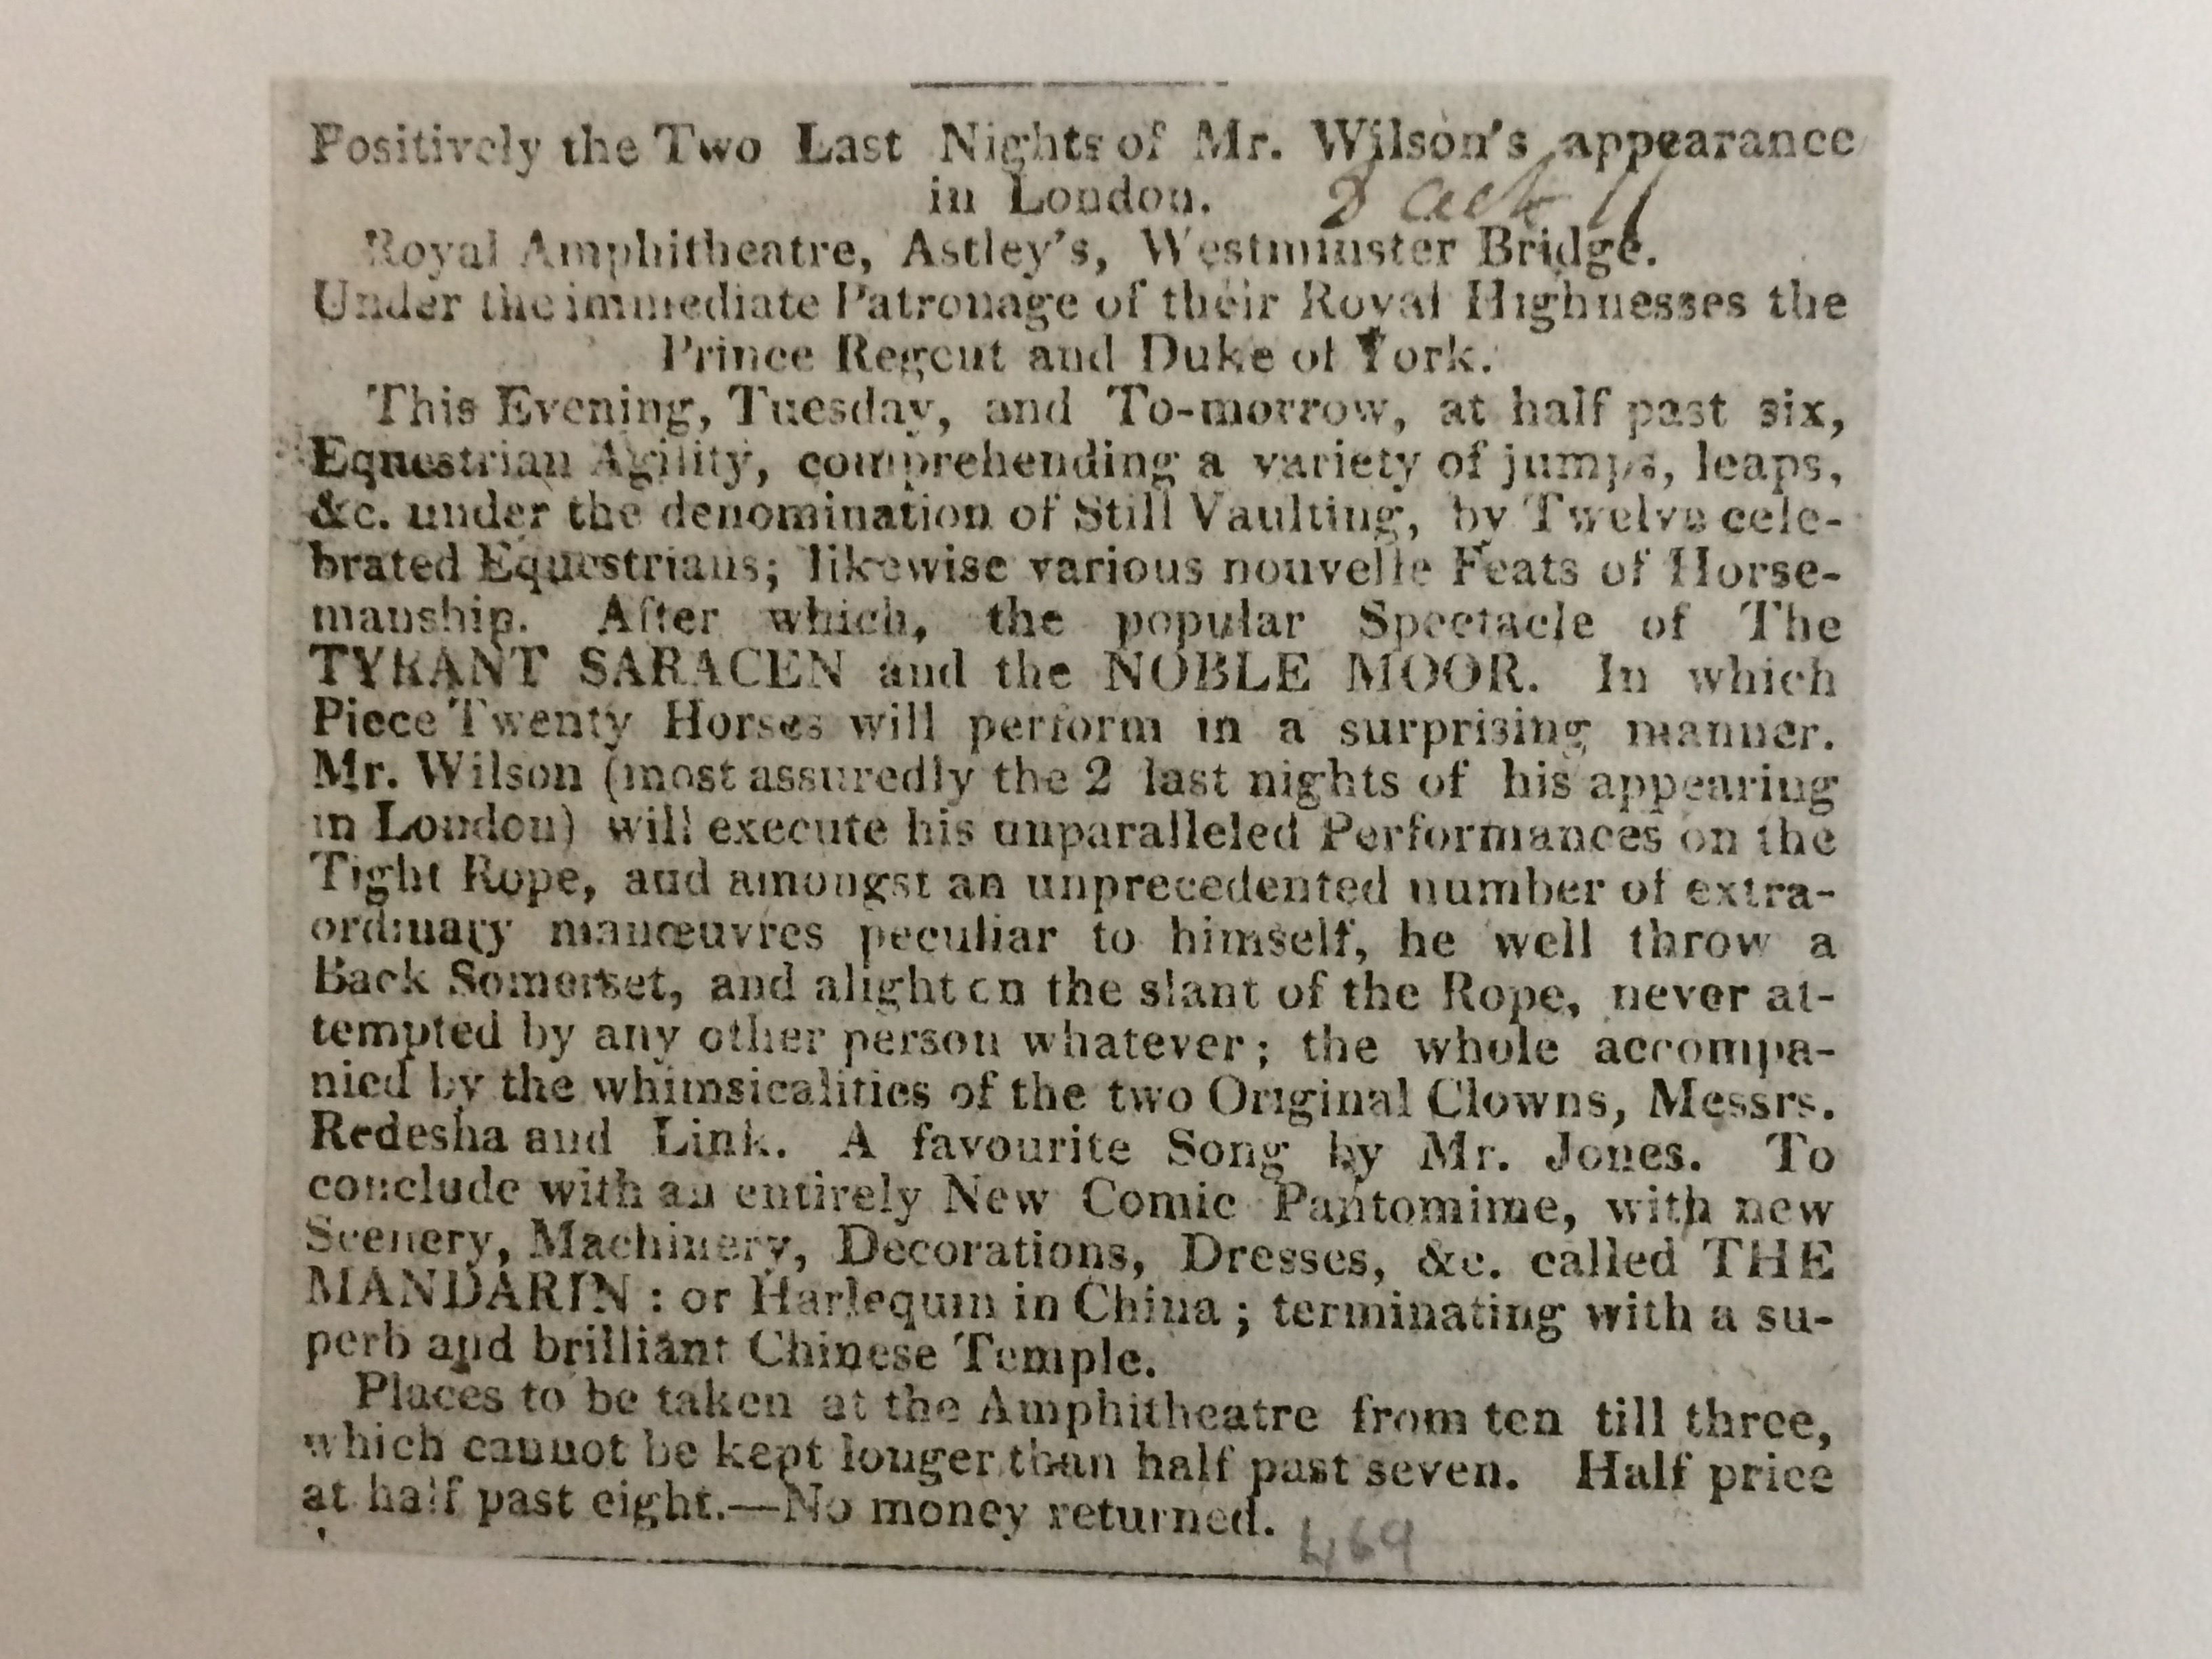 Positively the Two Last Nights of Mr. Wilson's appearance
in London.
Royal Amphitheatre, Astley's, Westminster Bridge.
Under the immediate Patronage of their Royal Highnesses the
Prince Regent and Duke of York.
This Evening, Tuesday, and To-morrow, at half past six,
Equestrian Agility, comprehending a variety of jumps, leaps,
&c. under the denomination of Still Vaulting, by Twelve cele-
brated Equestrians; likewise various nouvelle Feats of Horse-
manship. After which, the popular Spectacle of The
TYRANT SARACEN and the NOBLE MOOR. In which
Piece Twenty Horses will perform in a surprising manner.
Mr. Wilson (most assuredly the 2 last nights of his appearing
in London) will execute his unparalleled Performances on the
Tight Rope, and amongst an unprecedented number of extra-
ordinary manœuvres peculiar to himself, he well throw a
Back Somerset, and alight on the slant of the Rope, never at-
tempted by any other person whatever; the whole accompa-
nied by the whimsicalities of the two Original Clowns, Messrs.
Redesha and Link. A favourite Song by Mr. Jones. To
conclude with an entirely New Comic Pantomime, with new
Scenery, Machinery, Decorations, Dresses, &c. called THE
MANDARIN: or Harlequin in China; terminating with a su-
perb and brilliant Chinese Temple.
Places to be taken at the Amphitheatre from ten till three,
which cannot be kept longer than half past seven. Half price
at half past eight.—No money returned.
469